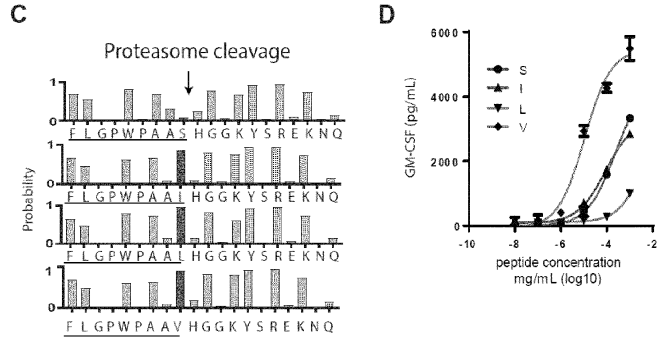 C
Proteasome cleavage
Probability
1
0
F L G P W P A A S H G G K Y S R E K N Q
1
0
F L G P W P A A I H G G K Y S R E K N Q
1
0
F L G P W P A A L H G G K Y S R E K N Q
1
0
F L G P W P A A V H G G K Y S R E K N Q
D
GM-CSF (pg/mL)
6000
4000
2000
0
S
I
L
V
-10 -8 -6 -4 -2
peptide concentration
mg/mL (log10)